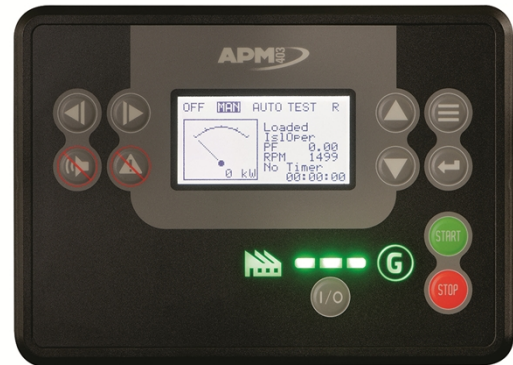 APM 403
OFF MAN AUTO TEST R
Loaded
IslOper
PF 0.00
RPM 1499
No Timer
00:00:00
0 kW
START
G
STOP
I/O